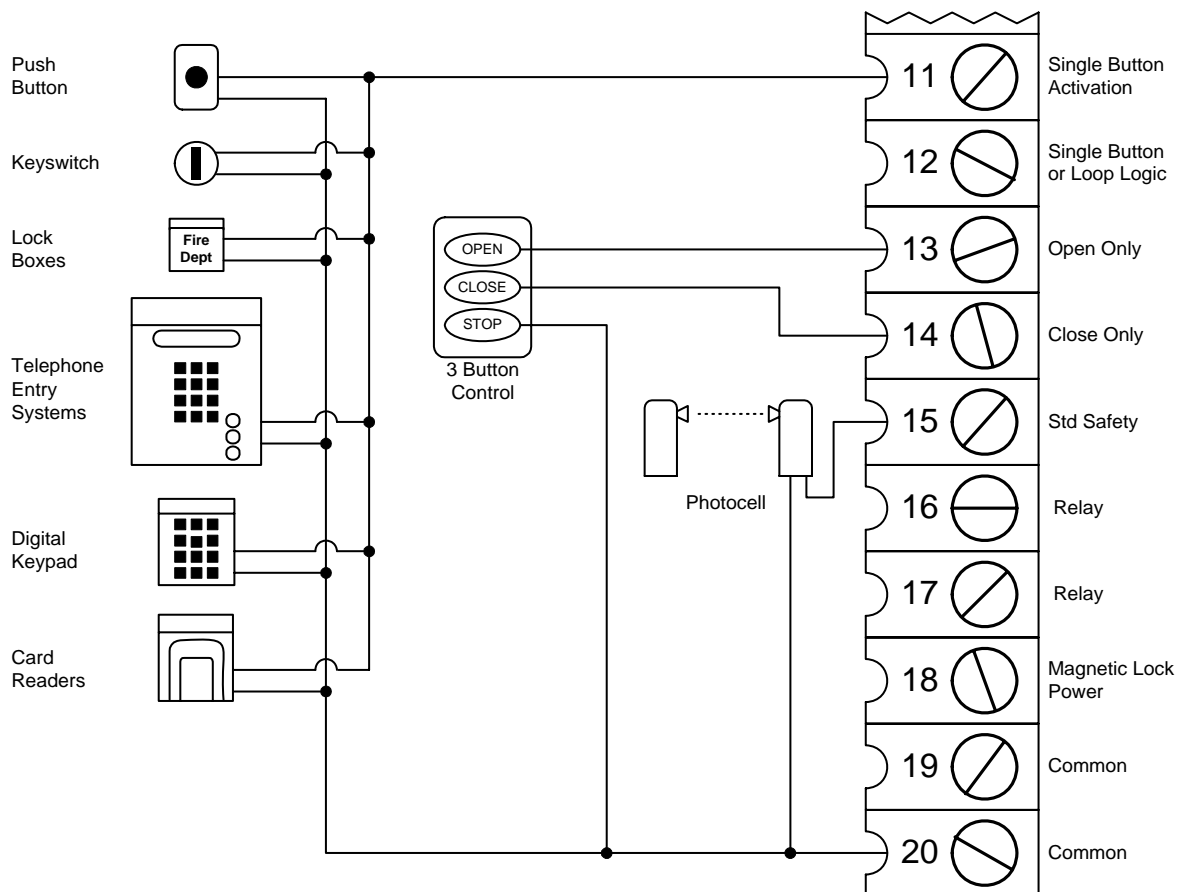 Push
Button
Keyswitch
Lock
Boxes
Fire
Dept
Telephone
Entry
Systems
Digital
Keypad
Card
Readers
OPEN
CLOSE
STOP
3 Button
Control
Photocell
11
Single Button
Activation
12
Single Button
or Loop Logic
13
Open Only
14
Close Only
15
Std Safety
16
Relay
17
Relay
18
Magnetic Lock
Power
19
Common
20
Common